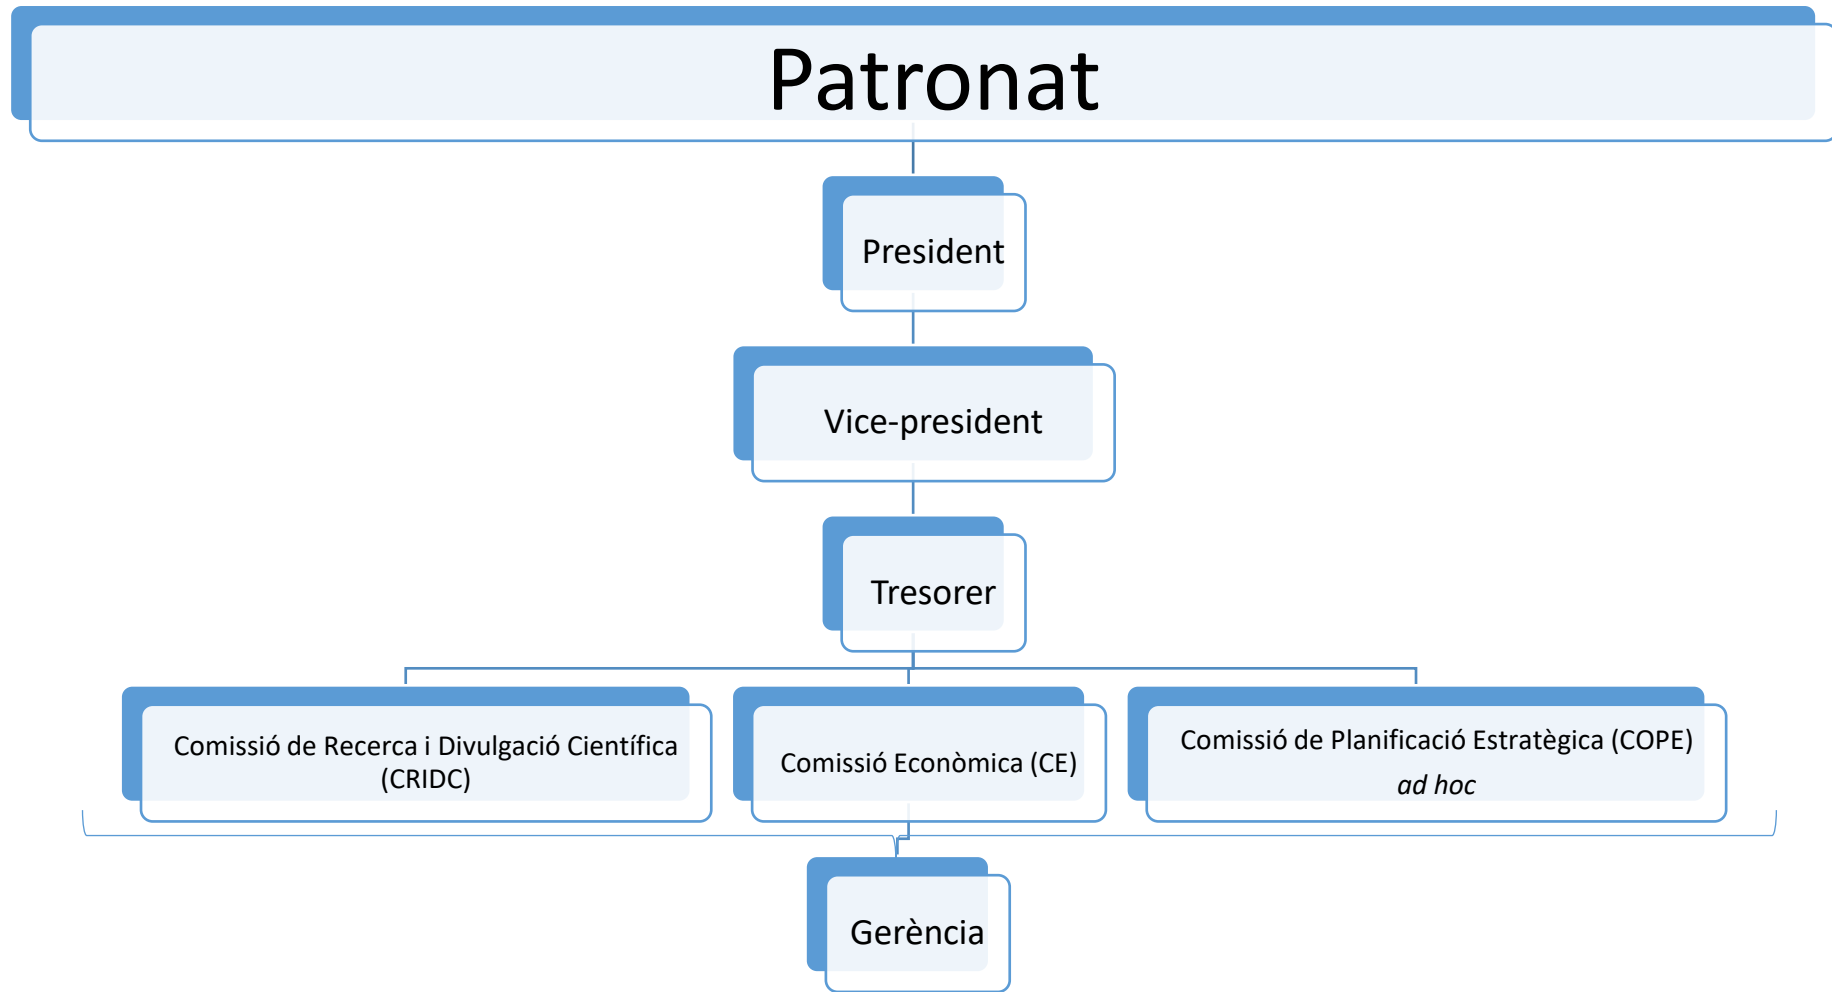 Patronat
President
Vice-president
Tresorer
Comissió de Recerca i Divulgació Científica
(CRIDC)
Comissió Econòmica (CE)
Comissió de Planificació Estratègica (COPE)
ad hoc
Gerència